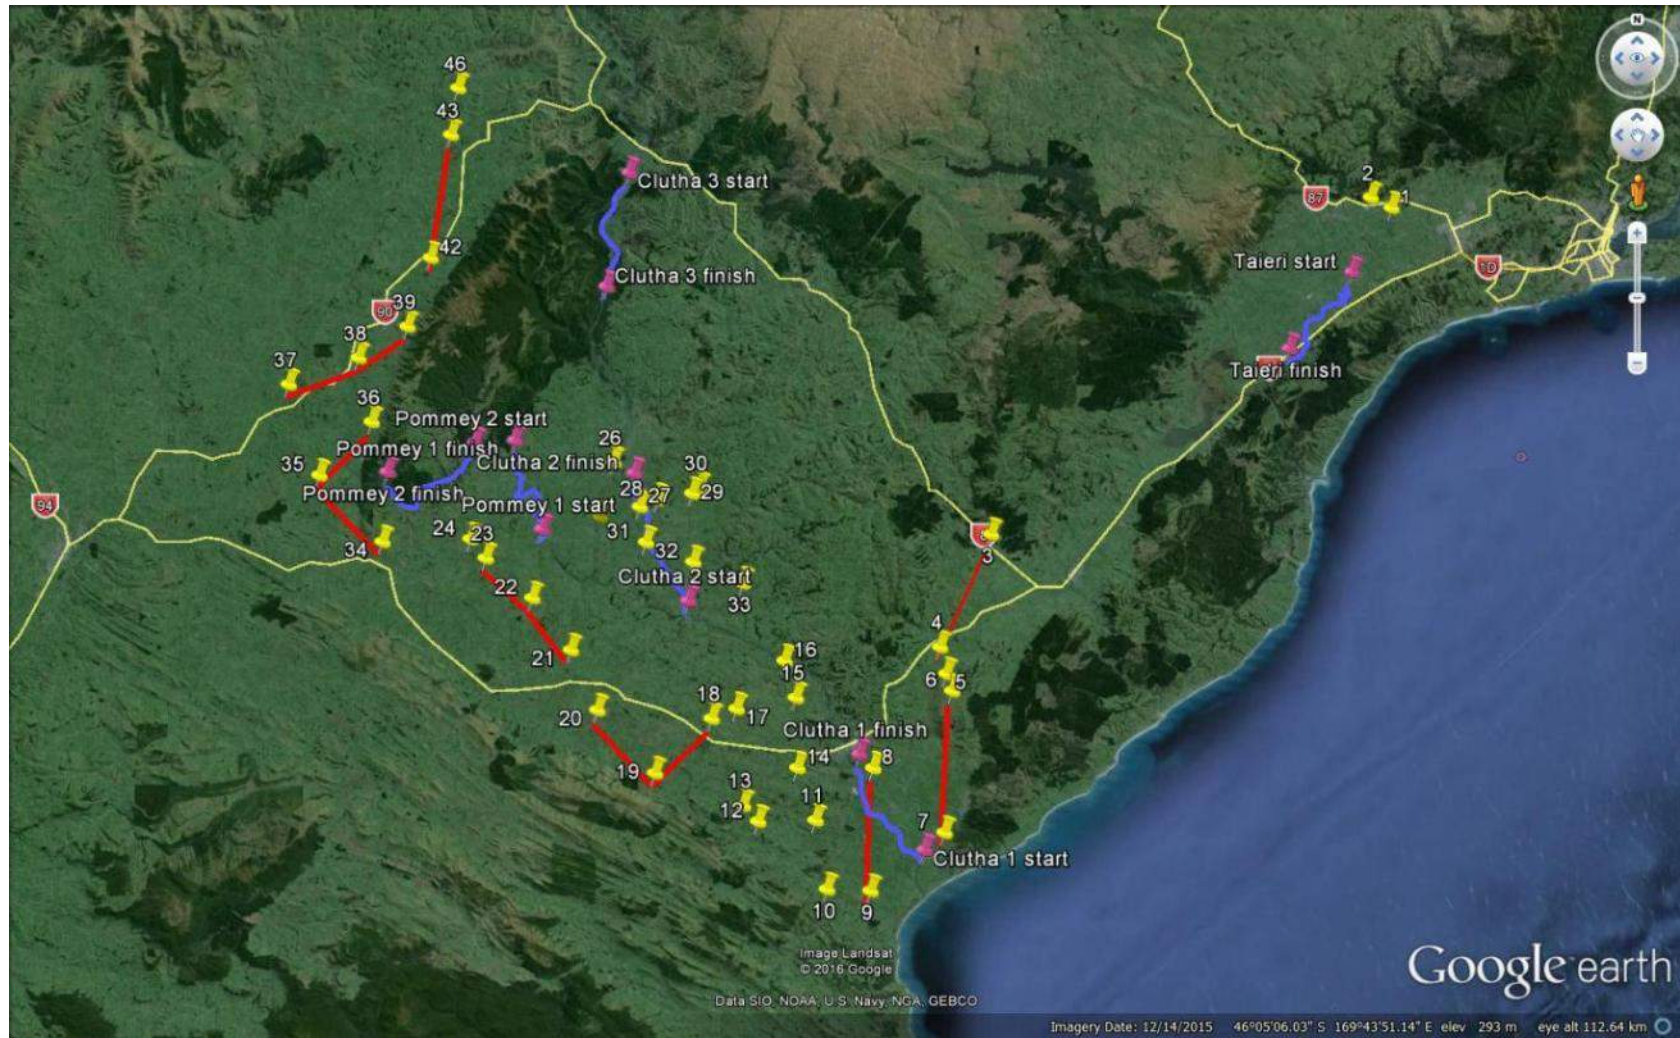 N
46
43
42
39
90
38
37
36
35
34
Clutha 3 start
Clutha 3 finish
2
1
87
Taieri start
Taieri finish
Pommey 2 start
Pommey 1 finish
Clutha 2 finish
Pommey 2 finish
Pommey 1 start
94
24
23
22
21
26
28
27
30
29
31
32
Clutha 2 start
33
3
4
6
5
16
15
18
17
20
19
Clutha 1 finish
14
8
13
12
11
7
Clutha 1 start
10
9
Image Landsat
© 2016 Google
Data SIO, NOAA, U.S. Navy, NGA, GEBCO
Google earth
Imagery Date: 12/14/2015 46°05'06.03" S 169°43'51.14" E elev 293 m eye alt 112.64 km